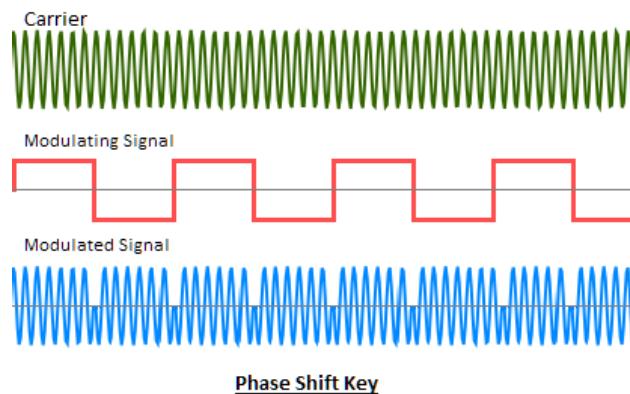 Carrier
Modulating Signal
Modulated Signal
Phase Shift Key